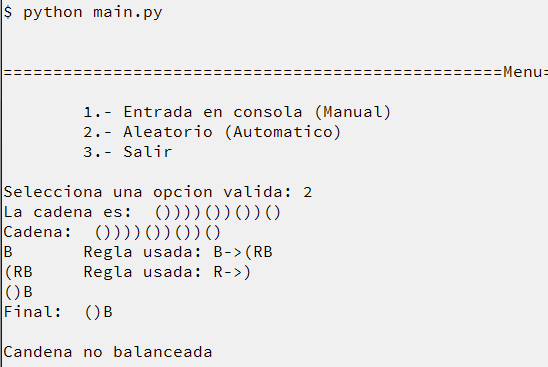 $ python main.py
==================================================Menu=
1.- Entrada en consola (Manual)
2.- Aleatorio (Automatico)
3.- Salir
Selecciona una opcion valida: 2
La cadena es:  ())))())())()
Cadena:  ())))())())()
B       Regla usada: B->(RB
(RB     Regla usada: R->)
()B
Final:  ()B
Candena no balanceada